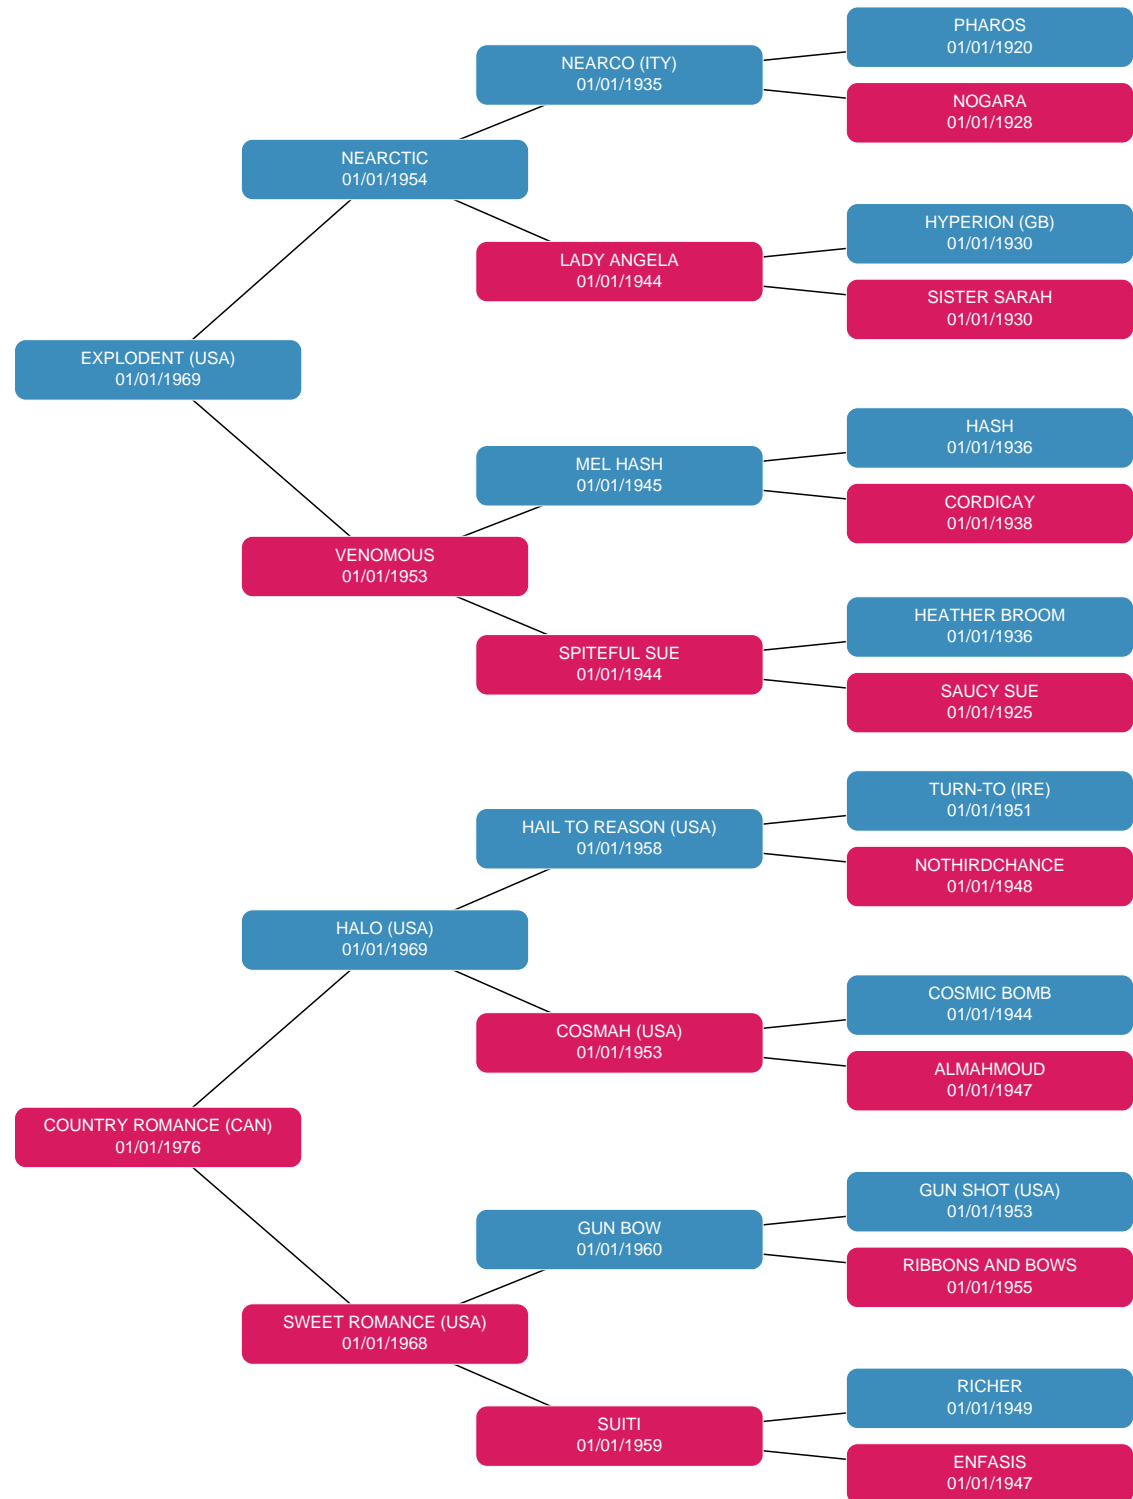 PHAROS
01/01/1920
NEARCO (ITY)
01/01/1935
NOGARA
01/01/1928
NEARCTIC
01/01/1954
HYPERION (GB)
01/01/1930
LADY ANGELA
01/01/1944
SISTER SARAH
01/01/1930
EXPLODENT (USA)
01/01/1969
HASH
01/01/1936
MEL HASH
01/01/1945
CORDICAY
01/01/1938
VENOMOUS
01/01/1953
HEATHER BROOM
01/01/1936
SPITEFUL SUE
01/01/1944
SAUCY SUE
01/01/1925
TURN-TO (IRE)
01/01/1951
HAIL TO REASON (USA)
01/01/1958
NOTHIRDCHANCE
01/01/1948
HALO (USA)
01/01/1969
COSMIC BOMB
01/01/1944
COSMAH (USA)
01/01/1953
ALMAHMOUD
01/01/1947
COUNTRY ROMANCE (CAN)
01/01/1976
GUN SHOT (USA)
01/01/1953
GUN BOW
01/01/1960
RIBBONS AND BOWS
01/01/1955
SWEET ROMANCE (USA)
01/01/1968
RICHER
01/01/1949
SUITI
01/01/1959
ENFASIS
01/01/1947